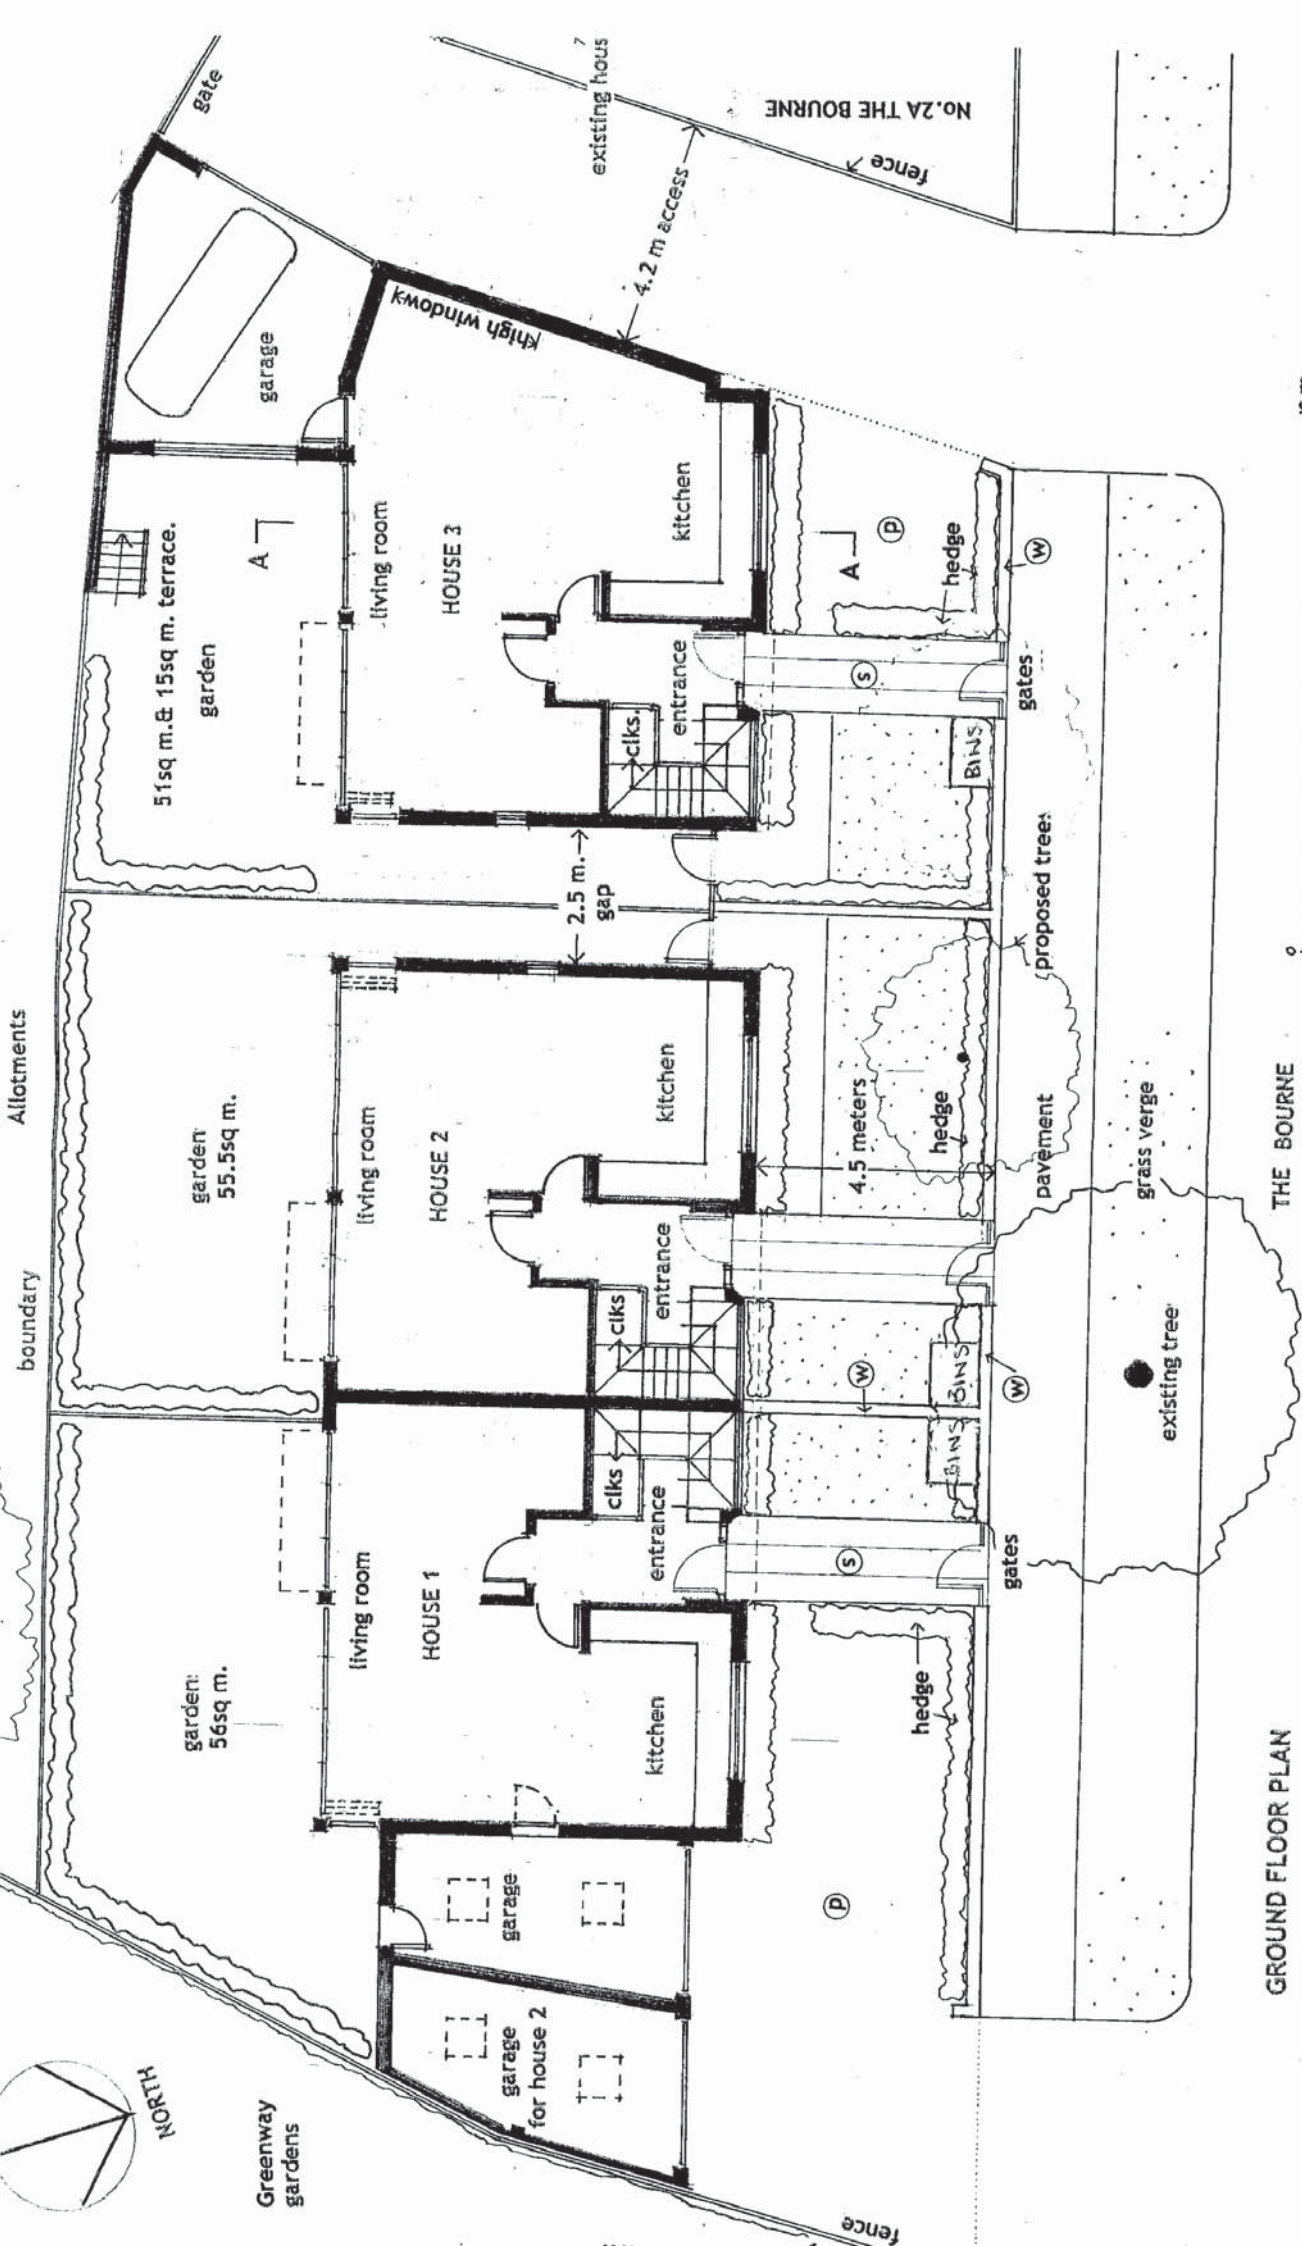 Allotments
boundary
gate
existing hous
No.2A THE BOURNE
fence
4.2 m access
high window
garage
51sq m.& 15sq m. terrace.
garden
A
living room
HOUSE 3
kitchen
clks.
entrance
A
p
hedge
w
s
gates
BINS
2.5 m.
gap
proposed tree
garden
55.5sq m.
living room
HOUSE 2
kitchen
clks
entrance
4.5 meters
hedge
pavement
grass verge
THE BOURNE
w
BINS
w
existing tree
garden
56sq m.
living room
HOUSE 1
kitchen
clks
entrance
BINS
s
gates
hedge
p
garage
garage
for house 2
NORTH
Greenway
gardens
fence
GROUND FLOOR PLAN